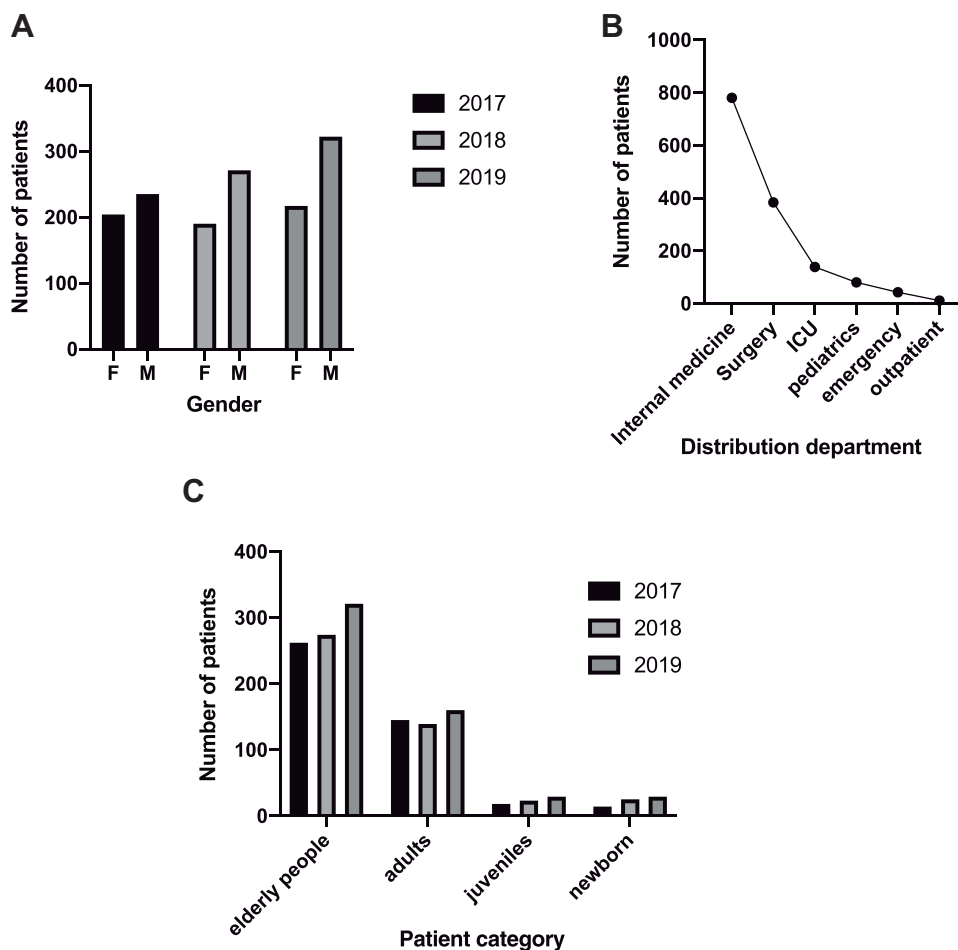 A
Number of patients
400
300
200
100
0
F M F M F M
Gender
2017
2018
2019
B
Number of patients
1000
800
600
400
200
0
Internal medicine
Surgery
ICU
pediatrics
emergency
outpatient
Distribution department
C
Number of patients
400
300
200
100
0
elderly people
adults
juveniles
newborn
Patient category
2017
2018
2019